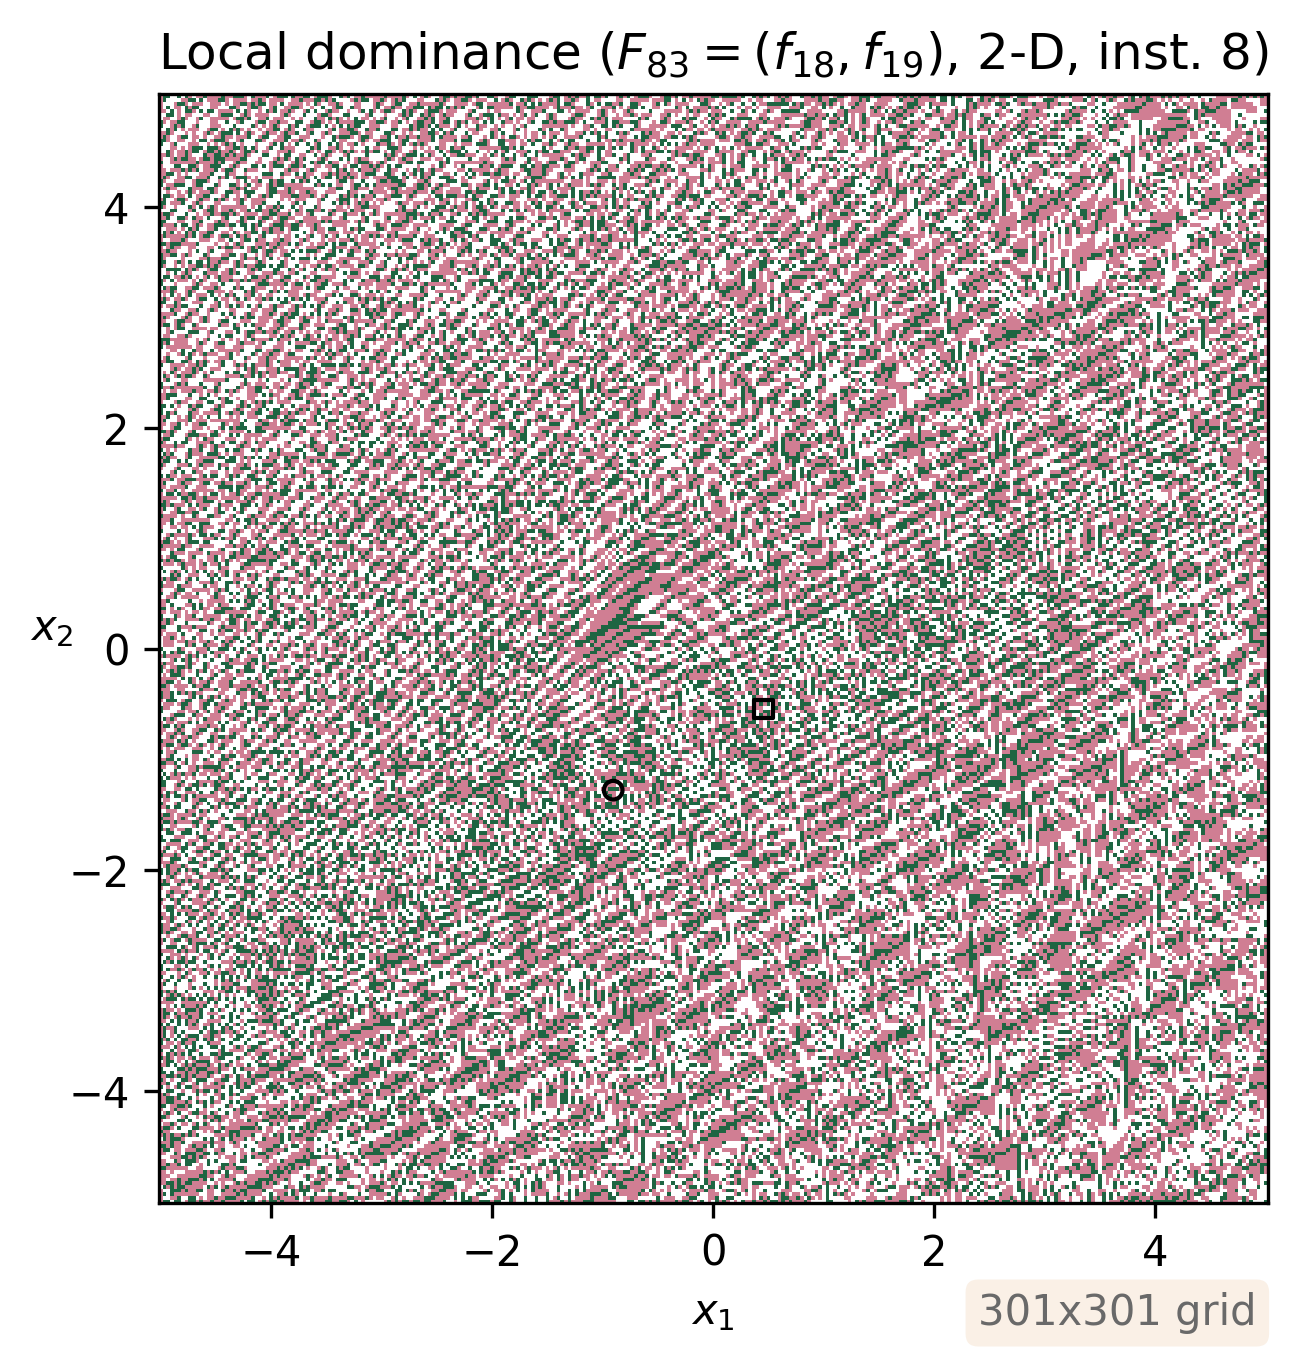 Local dominance (F₈₃ = (f₁₈, f₁₉), 2-D, inst. 8)
4
2
x₂
0
−2
−4
−4 −2 0 2 4
x₁
301x301 grid